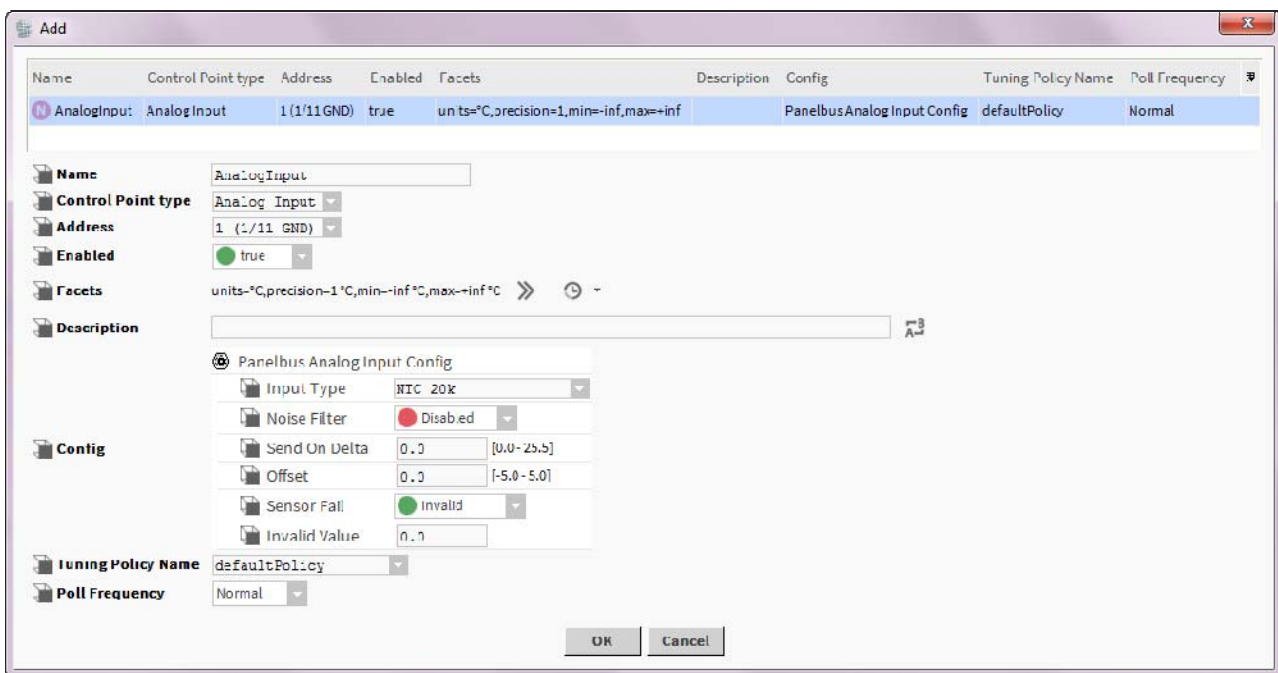 Add
Name Control Point type Address Enabled Facets Description Config Tuning Policy Name Poll Frequency
N AnalogInput Analog Input 1 (1/11 GND) true units=°C,precision=1,min=-inf,max=+inf Panelbus Analog Input Config defaultPolicy Normal
Name AnalogInput
Control Point type Analog Input
Address 1 (1/11 GND)
Enabled true
Facets units=°C,precision=1 °C,min=-inf °C,max=+inf °C
Description
A B
Panelbus Analog Input Config
Input Type NTC 20k
Noise Filter Disabled
Config
Send On Delta 0.0 [0.0 - 25.5]
Offset 0.0 [-5.0 - 5.0]
Sensor Fail Invalid
Invalid Value 0.0
Tuning Policy Name defaultPolicy
Poll Frequency Normal
OK Cancel